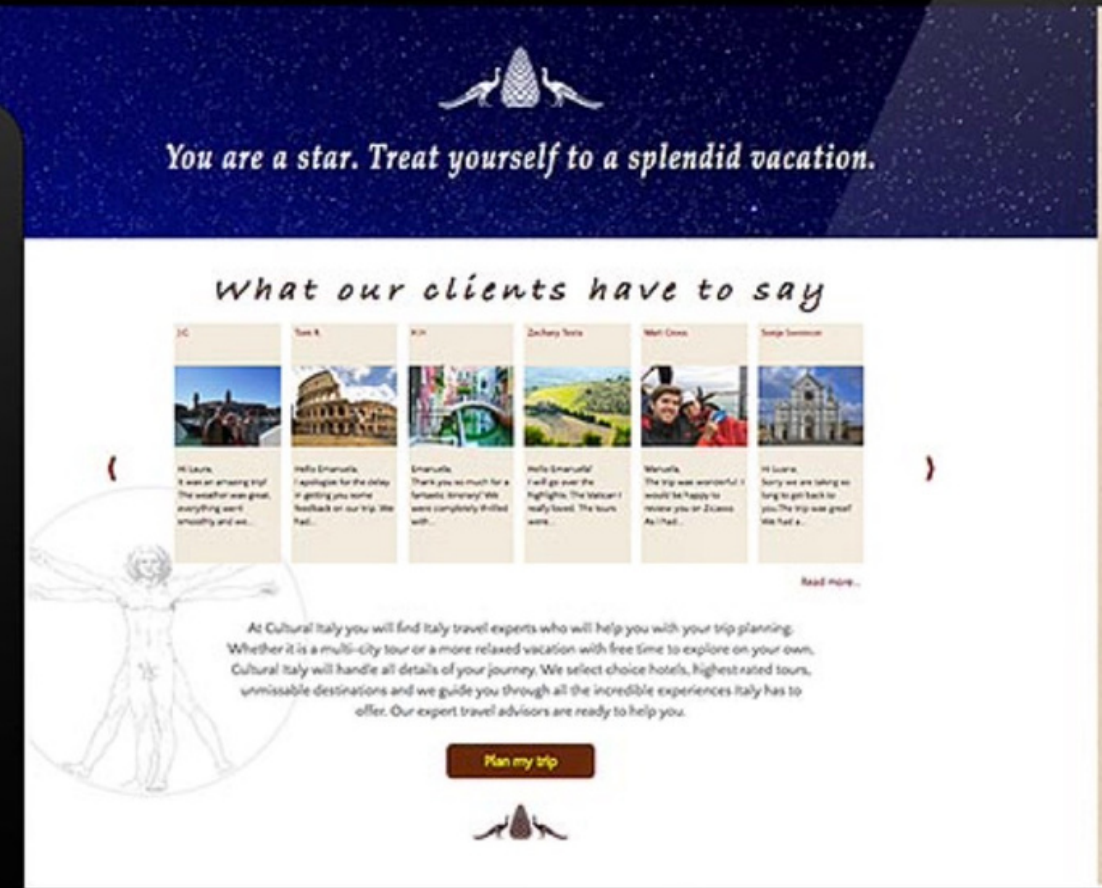 You are a star. Treat yourself to a splendid vacation.
What our clients have to say
J.C.
Tom R.
H.H
Zachary Testa
Matt Cross
Sonja
Hi Laura,
It was an amazing trip!
The weather was great,
everything went
smoothly and we...
Hello Emanuela,
I apologize for the delay
in getting you some
feedback on our trip. We
had...
Emanuela,
Thank you so much for a
fantastic itinerary! We
were completely thrilled
with...
Hello Emanuela!
I will go over the
highlights. The Vatican I
really loved. The tours
were...
Manuela,
The trip was wonderful. I
would be happy to
review you on Zicasso.
As I had...
Hi Luana,
Sorry we are taking so
long to get back to
you.The trip was great!
We had a...
Read more...
At Cultural Italy you will find Italy travel experts who will help you with your trip planning.
Whether it is a multi-city tour or a more relaxed vacation with free time to explore on your own,
Cultural Italy will handle all details of your journey. We select choice hotels, highest rated tours,
unmissable destinations and we guide you through all the incredible experiences Italy has to
offer. Our expert travel advisors are ready to help you.
Plan my trip